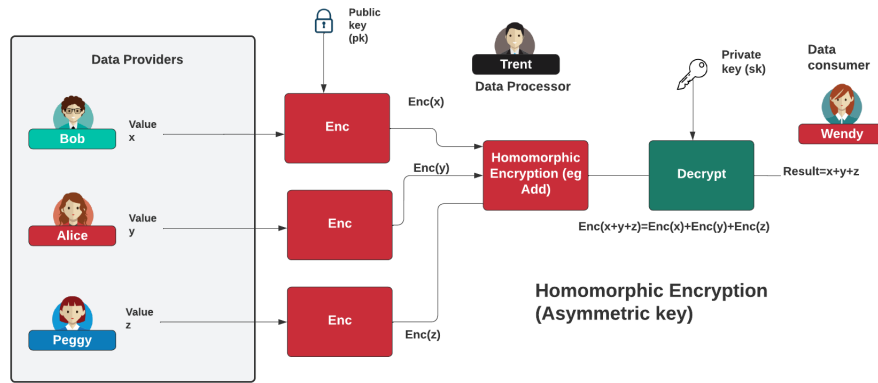 Public
key
(pk)
Data Providers
Trent
Data Processor
Private
key (sk)
Data
consumer
Bob
Value
x
Enc
Enc(x)
Wendy
Alice
Value
y
Enc
Enc(y)
Homomorphic
Encryption (eg
Add)
Decrypt
Result=x+y+z
Enc(x+y+z)=Enc(x)+Enc(y)+Enc(z)
Peggy
Value
z
Enc
Enc(z)
Homomorphic Encryption
(Asymmetric key)